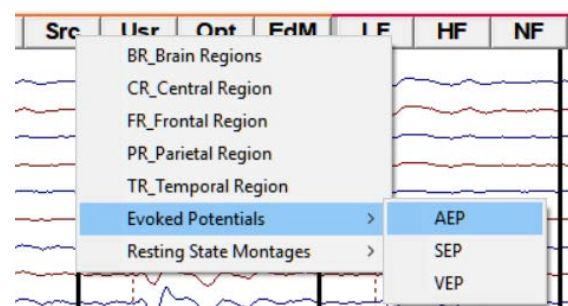 Src Usr Opt EdM LF HF NF
BR_Brain Regions
CR_Central Region
FR_Frontal Region
PR_Parietal Region
TR_Temporal Region
Evoked Potentials >
AEP
Resting State Montages >
SEP
VEP